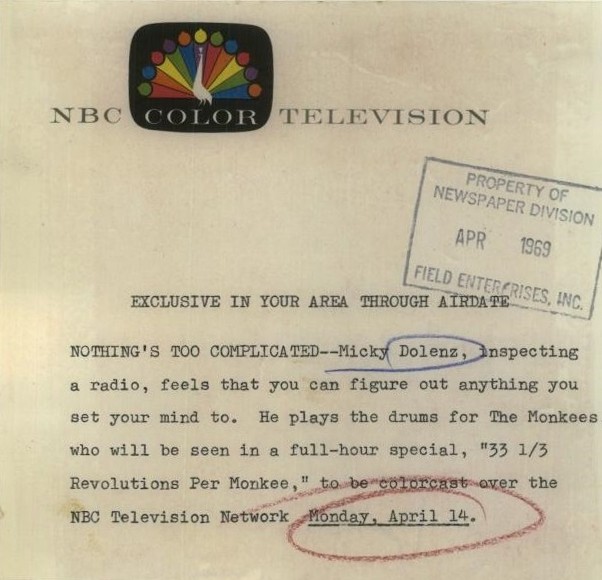 NBC COLOR TELEVISION
PROPERTY OF
NEWSPAPER DIVISION
APR 1969
FIELD ENTERPRISES, INC.
EXCLUSIVE IN YOUR AREA THROUGH AIRDATE
NOTHING'S TOO COMPLICATED--Micky Dolenz, inspecting
a radio, feels that you can figure out anything you
set your mind to. He plays the drums for The Monkees
who will be seen in a full-hour special, "33 1/3
Revolutions Per Monkee," to be colorcast over the
NBC Television Network Monday, April 14.